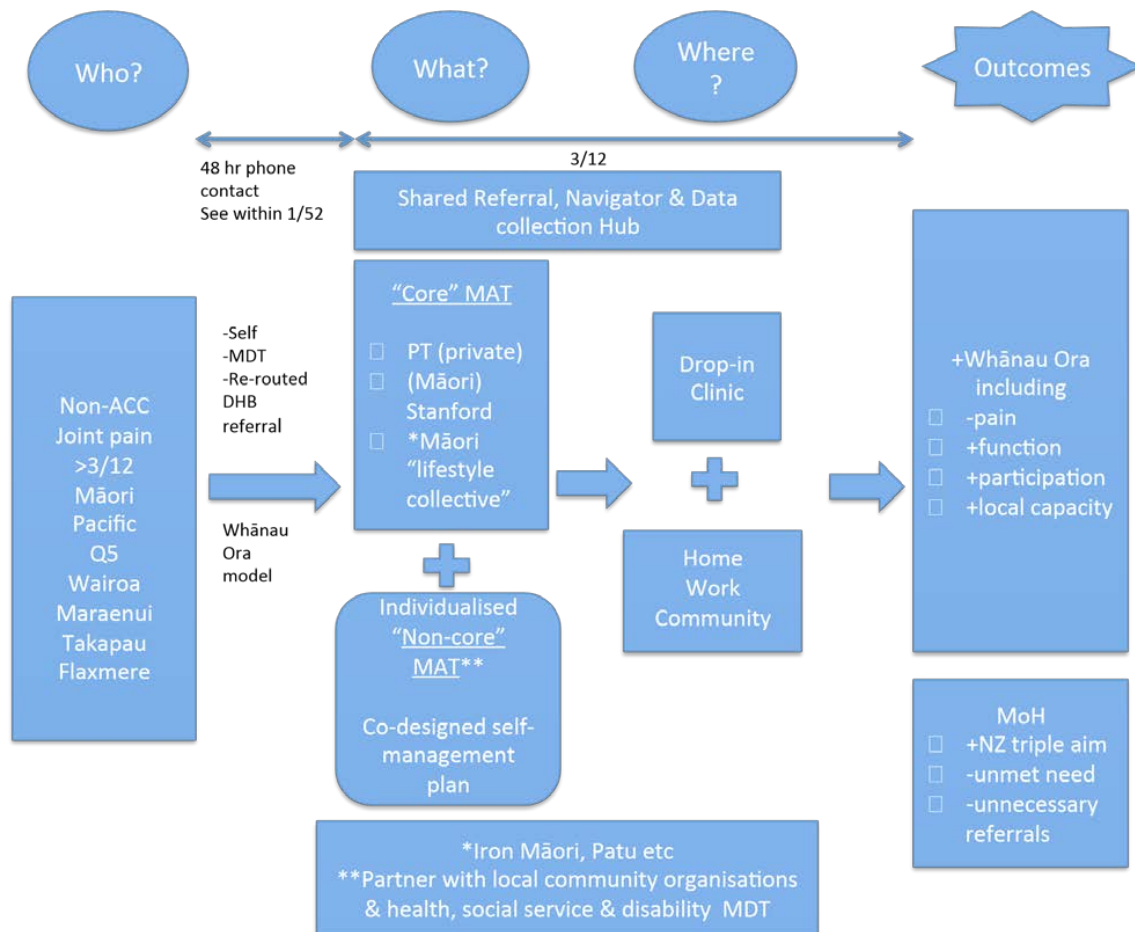 Who?
What?
Where
?
Outcomes
48 hr phone
contact
See within 1/52
3/12
Shared Referral, Navigator & Data
collection Hub
Non-ACC
Joint pain
>3/12
Māori
Pacific
Q5
Wairoa
Maraenui
Takapau
Flaxmere
-Self
-MDT
-Re-routed
DHB
referral
Whānau
Ora
model
“Core” MAT
PT (private)
(Māori)
Stanford
*Māori
“lifestyle
collective”
Individualised
“Non-core”
MAT**
Co-designed self-
management
plan
Drop-in
Clinic
Home
Work
Community
+Whānau Ora
including
-pain
+function
+participation
+local capacity
MoH
+NZ triple aim
-unmet need
-unnecessary
referrals
*Iron Māori, Patu etc
**Partner with local community organisations
& health, social service & disability MDT